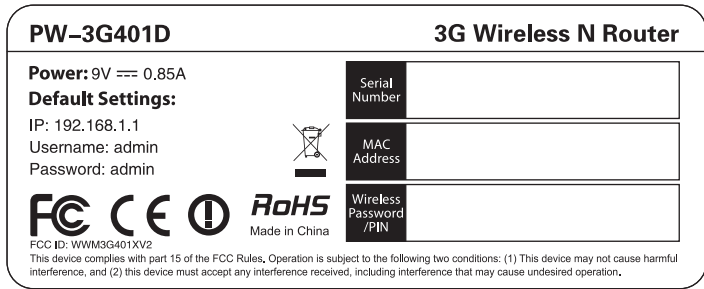 PW-3G401D
3G Wireless N Router
Power: 9V ⎓ 0.85A
Default Settings:
IP: 192.168.1.1
Username: admin
Password: admin
Serial
Number
MAC
Address
Wireless
Password
/PIN
FC CE
RoHS
Made in China
FCC ID: WWM3G401XV2
This device complies with part 15 of the FCC Rules. Operation is subject to the following two conditions: (1) This device may not cause harmful
interference, and (2) this device must accept any interference received, including interference that may cause undesired operation.